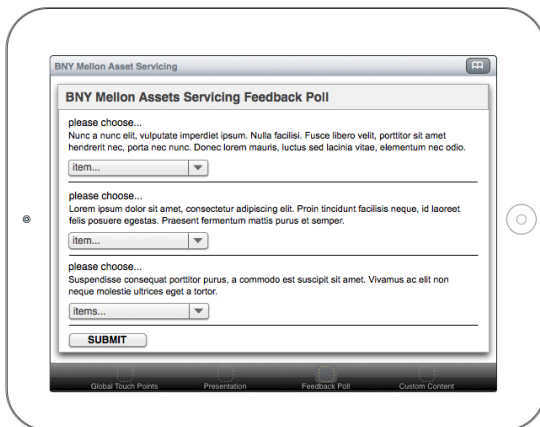 BNY Mellon Asset Servicing
BNY Mellon Assets Servicing Feedback Poll
please choose...
Nunc a nunc elit, vulputate imperdiet ipsum. Nulla facilisi. Fusce libero velit, porttitor sit amet
hendrerit nec, porta nec nunc. Donec lorem mauris, luctus sed lacinia vitae, elementum nec odio.
item...
please choose...
Lorem ipsum dolor sit amet, consectetur adipiscing elit. Proin tincidunt facilisis neque, id laoreet
felis posuere egestas. Praesent fermentum mattis purus et semper.
item...
please choose...
Suspendisse consequat porttitor purus, a commodo est suscipit sit amet. Vivamus ac elit non
neque molestie ultrices eget a tortor.
items...
SUBMIT
Global Touch Points Presentation Feedback Poll Custom Content